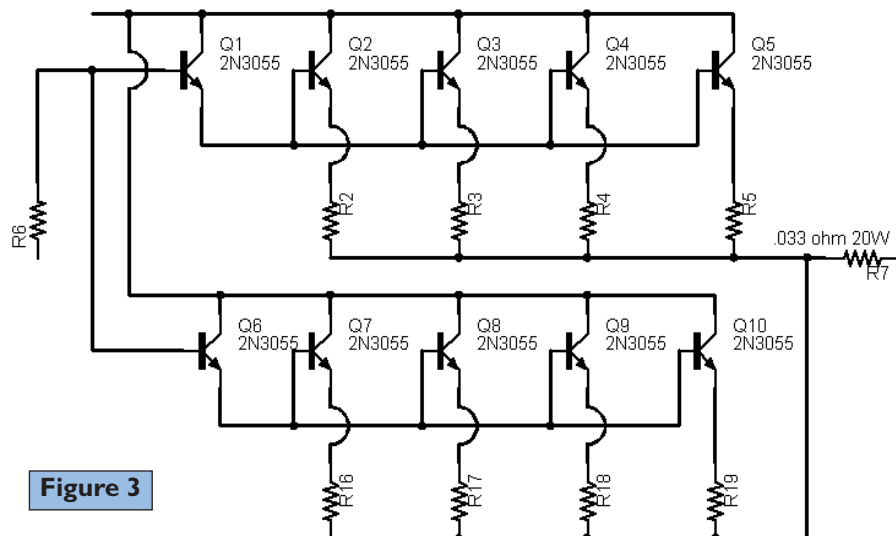 Q1
2N3055
Q2
2N3055
Q3
2N3055
Q4
2N3055
Q5
2N3055
R6
R2
R3
R4
R5
.033 ohm 20W
R7
Q6
2N3055
Q7
2N3055
Q8
2N3055
Q9
2N3055
Q10
2N3055
R16
R17
R18
R19
Figure 3